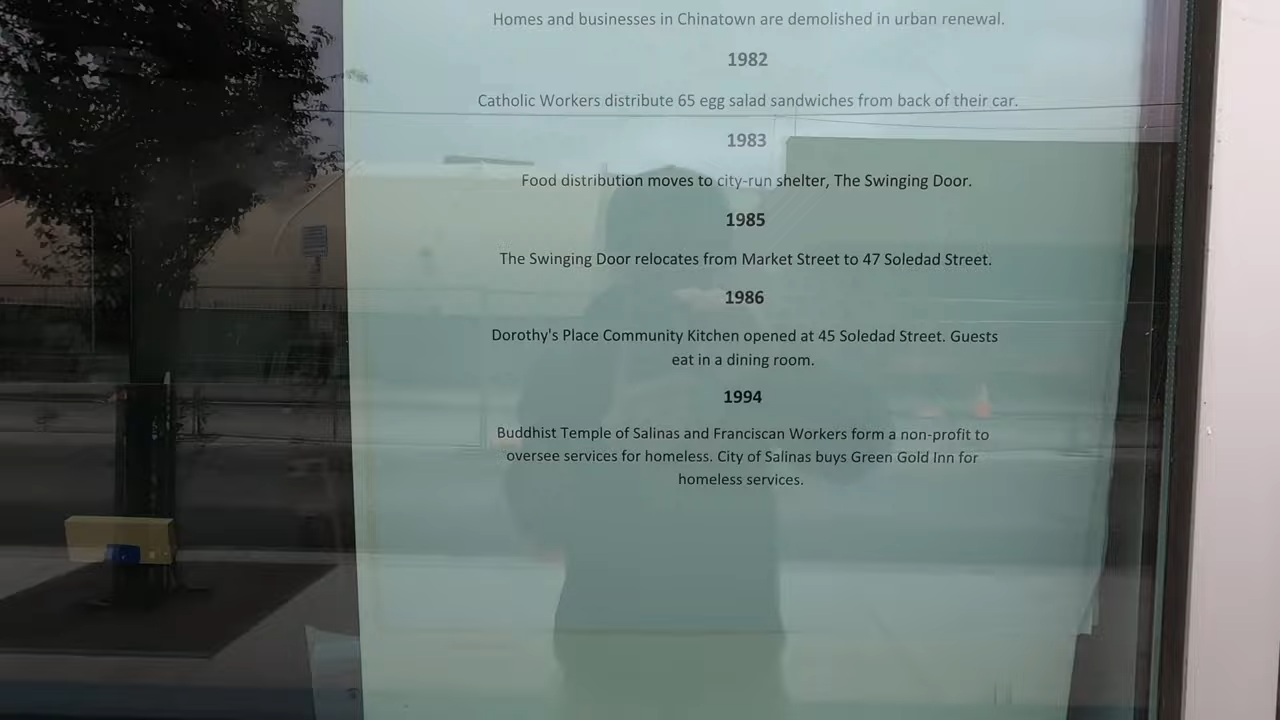 Homes and businesses in Chinatown are demolished in urban renewal.
1982
Catholic Workers distribute 65 egg salad sandwiches from back of their car.
1983
Food distribution moves to city-run shelter, The Swinging Door.
1985
The Swinging Door relocates from Market Street to 47 Soledad Street.
1986
Dorothy's Place Community Kitchen opened at 45 Soledad Street. Guests
eat in a dining room.
1994
Buddhist Temple of Salinas and Franciscan Workers form a non-profit to
oversee services for homeless. City of Salinas buys Green Gold Inn for
homeless services.